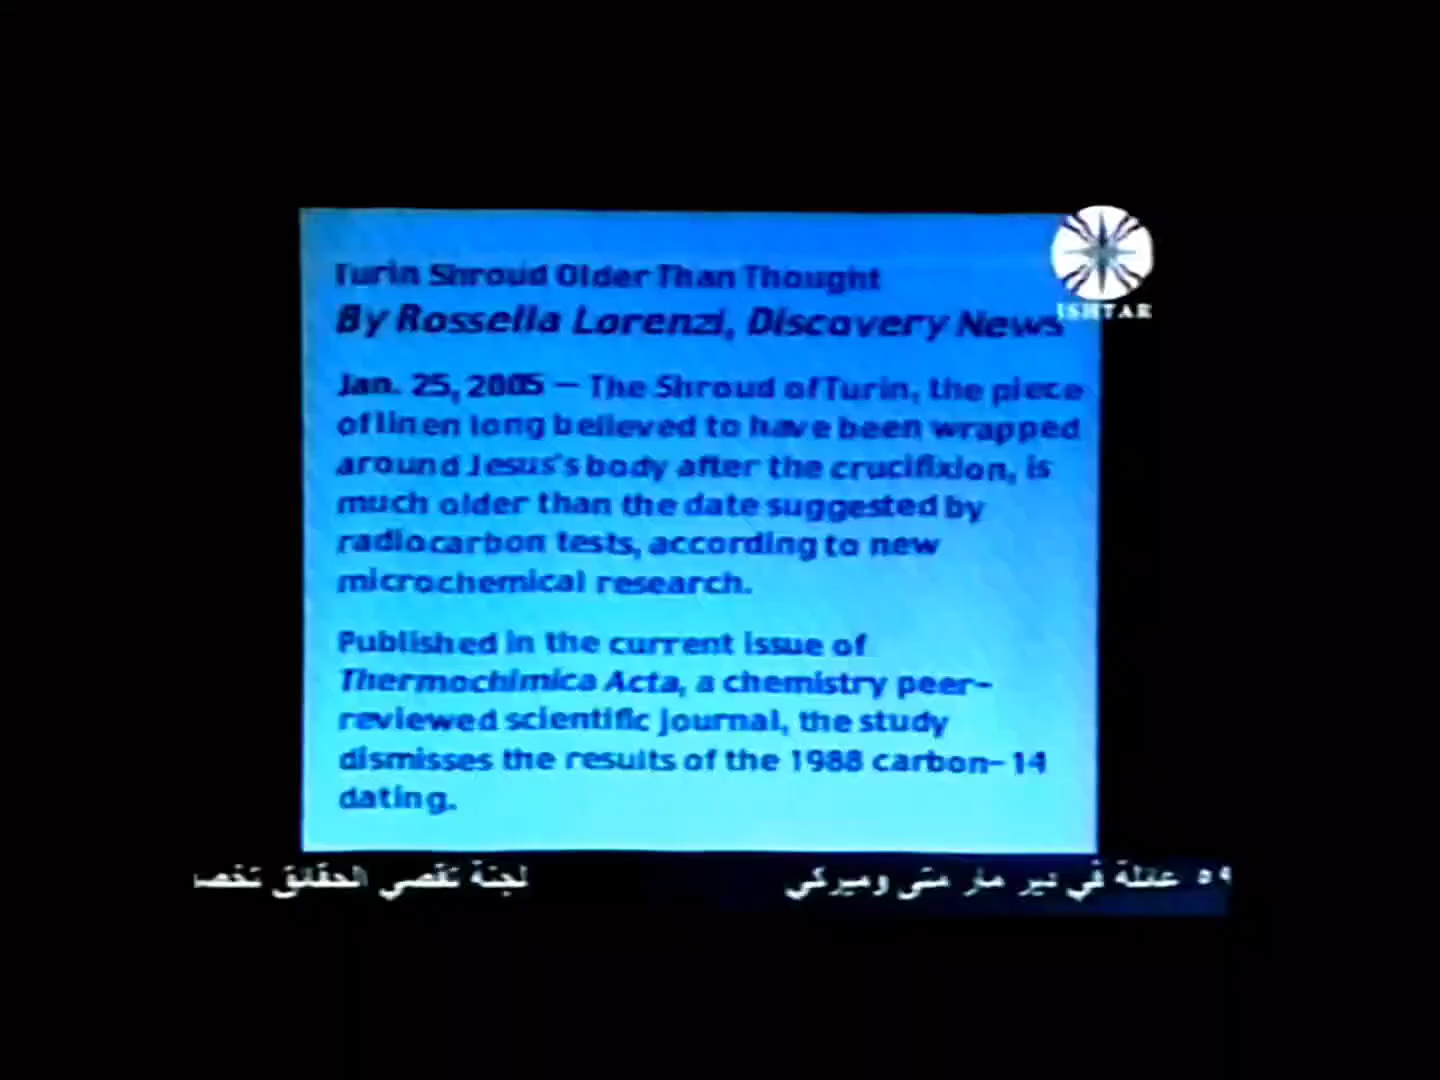 Turin Shroud Older Than Thought
By Rossella Lorenzi, Discovery News
ISHTAR
Jan. 25, 2005 — The Shroud of Turin, the piece
of linen long believed to have been wrapped
around Jesus's body after the crucifixion, is
much older than the date suggested by
radiocarbon tests, according to new
microchemical research.
Published in the current issue of
Thermochimica Acta, a chemistry peer-
reviewed scientific journal, the study
dismisses the results of the 1988 carbon-14
dating.
٥٩ عائلة في دير مار متى وميركي
لجنة تقصي الحقائق تخصـ